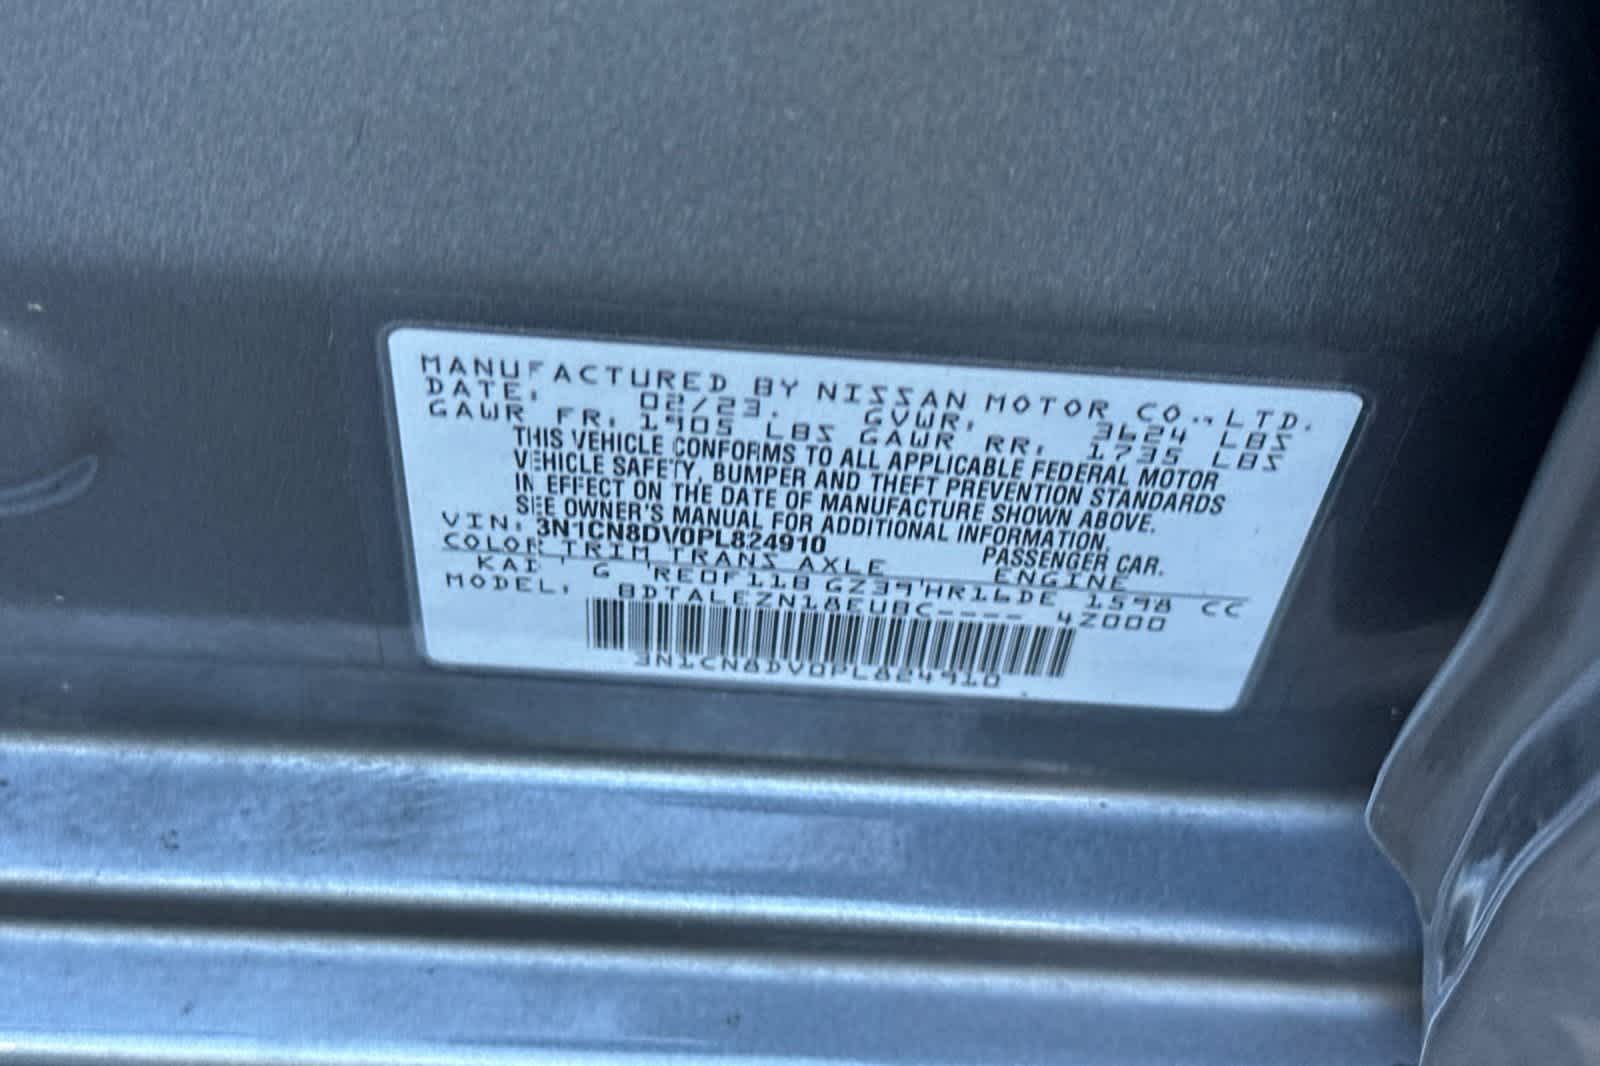 MANUFACTURED BY NISSAN MOTOR CO., LTD.
DATE: 02/23. GVWR: 3624 LBS
GAWR FR: 1905 LBS GAWR RR: 1735 LBS
THIS VEHICLE CONFORMS TO ALL APPLICABLE FEDERAL MOTOR
VEHICLE SAFETY, BUMPER AND THEFT PREVENTION STANDARDS
IN EFFECT ON THE DATE OF MANUFACTURE SHOWN ABOVE.
SEE OWNER'S MANUAL FOR ADDITIONAL INFORMATION.
VIN: 3N1CN8DV0PL824910 PASSENGER CAR.
COLOR TRIM TRANS AXLE ENGINE
KAD G RE0F11B GZ39 HR16DE 1598 CC
MODEL: BDTALEZN18EUBC---- 4Z000
3N1CN8DV0PL824910